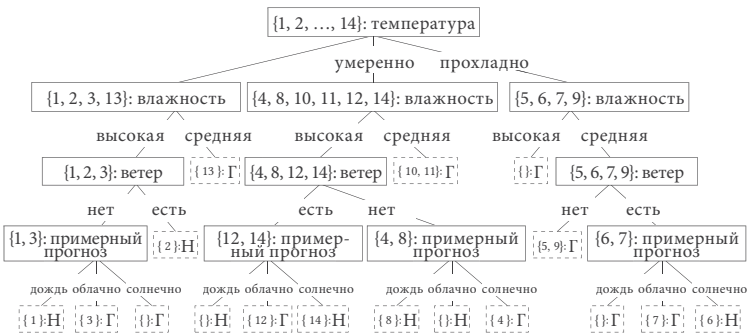 {1, 2, …, 14}: температура
умеренно прохладно
{1, 2, 3, 13}: влажность {4, 8, 10, 11, 12, 14}: влажность {5, 6, 7, 9}: влажность
высокая средняя высокая средняя высокая средняя
{1, 2, 3}: ветер { 13 }: Г {4, 8, 12, 14}: ветер { 10, 11}: Г {}: Г {5, 6, 7, 9}: ветер
нет есть есть нет нет есть
{1, 3}: примерный прогноз { 2 }:Н {12, 14}: пример-ный прогноз {4, 8}: примерный прогноз {5, 9}: Г {6, 7}: примерный прогноз
дождь облачно солнечно дождь облачно солнечно дождь облачно солнечно дождь облачно солнечно
{ 1 }:Н { 3 }: Г {}: Г {}:Н { 12 }: Г { 14}:Н { 8 }:Н {}:Н { 4 }: Г {}: Г { 7 }: Г { 6 }:Н